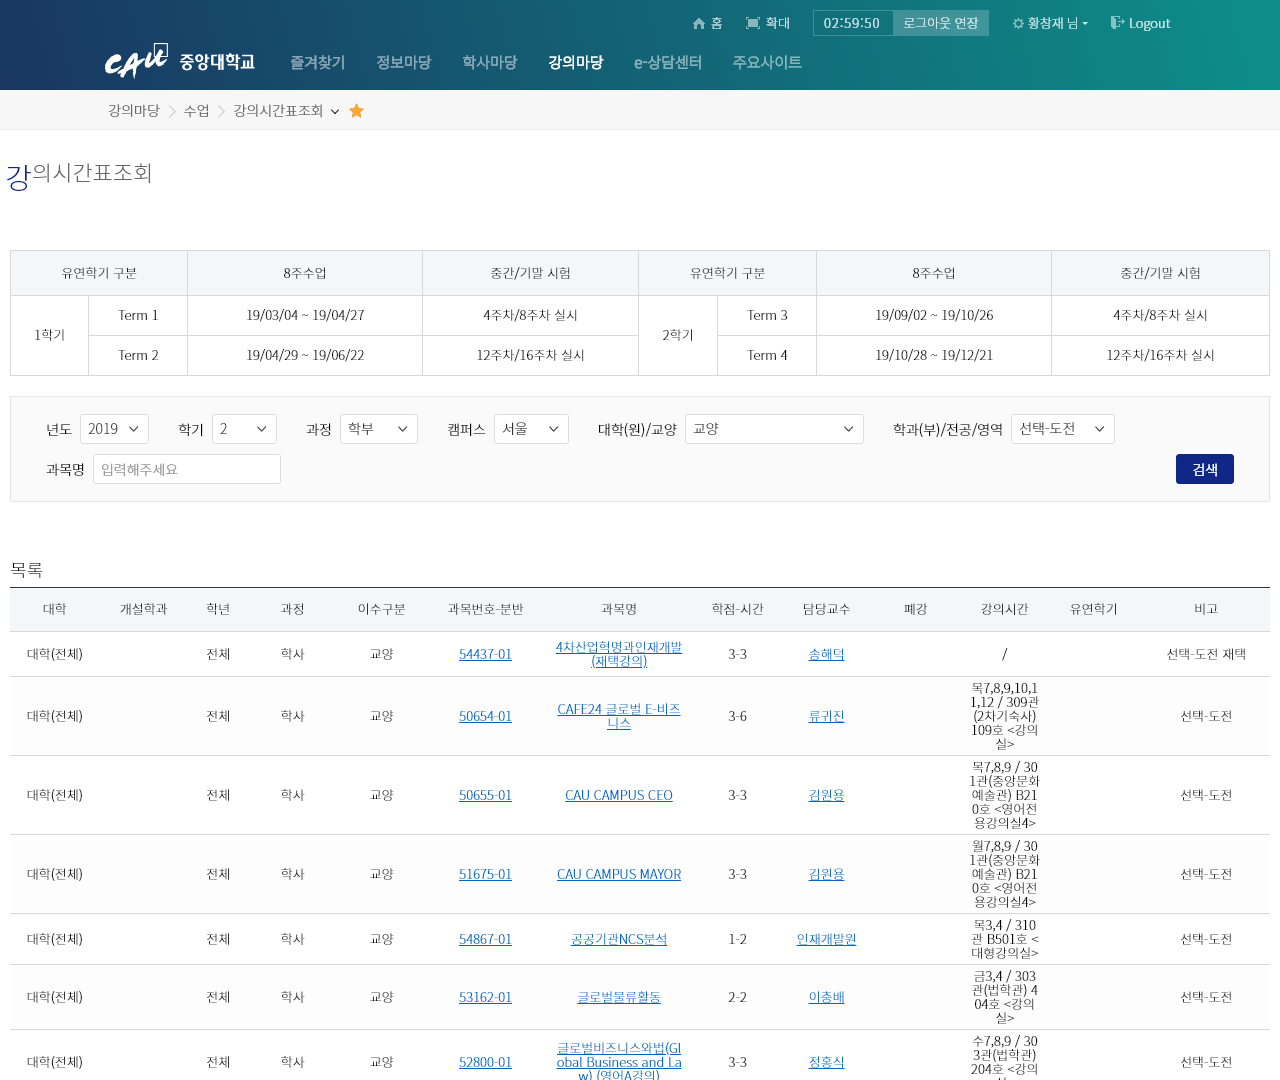 홈 확대 02:59:50 로그아웃 연장 황창재 님 Logout
CAU 중앙대학교 즐겨찾기 정보마당 학사마당 강의마당 e-상담센터 주요사이트
강의마당 수업 강의시간표조회
강의시간표조회
유연학기 구분 8주수업 중간/기말 시험 유연학기 구분 8주수업 중간/기말 시험
1학기 Term 1 19/03/04 ~ 19/04/27 4주차/8주차 실시 2학기 Term 3 19/09/02 ~ 19/10/26 4주차/8주차 실시
Term 2 19/04/29 ~ 19/06/22 12주차/16주차 실시 Term 4 19/10/28 ~ 19/12/21 12주차/16주차 실시
년도 2019 학기 2 과정 학부 캠퍼스 서울 대학(원)/교양 교양 학과(부)/전공/영역 선택-도전
과목명 입력해주세요 검색
목록
대학 개설학과 학년 과정 이수구분 과목번호-분반 과목명 학점-시간 담당교수 폐강 강의시간 유연학기 비고
대학(전체) 전체 학사 교양 54437-01 4차산업혁명과인재개발
(재택강의) 3-3 송해덕 / 선택-도전 재택
대학(전체) 전체 학사 교양 50654-01 CAFE24 글로벌 E-비즈
니스 3-6 류귀진 목7,8,9,10,1
1,12 / 309관
(2차기숙사)
109호 <강의
실> 선택-도전
대학(전체) 전체 학사 교양 50655-01 CAU CAMPUS CEO 3-3 김원용 목7,8,9 / 30
1관(중앙문화
예술관) B21
0호 <영어전
용강의실4> 선택-도전
대학(전체) 전체 학사 교양 51675-01 CAU CAMPUS MAYOR 3-3 김원용 월7,8,9 / 30
1관(중앙문화
예술관) B21
0호 <영어전
용강의실4> 선택-도전
대학(전체) 전체 학사 교양 54867-01 공공기관NCS분석 1-2 인재개발원 목3,4 / 310
관 B501호 <
대형강의실> 선택-도전
대학(전체) 전체 학사 교양 53162-01 글로벌물류활동 2-2 이충배 금3,4 / 303
관(법학관) 4
04호 <강의
실> 선택-도전
대학(전체) 전체 학사 교양 52800-01 글로벌비즈니스와법(Gl
obal Business and La
w) (영어A강의) 3-3 정홍식 수7,8,9 / 30
3관(법학관)
204호 <강의
선택-도전